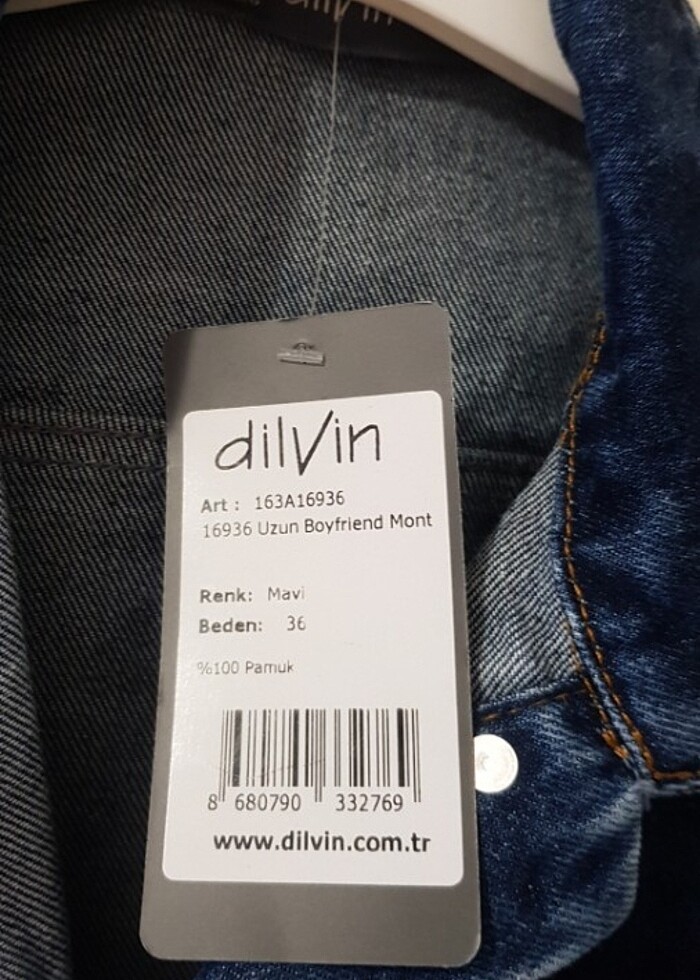 dilvin
dilvin
Art : 163A16936
16936 Uzun Boyfriend Mont
Renk: Mavi
Beden: 36
%100 Pamuk
8 680790 332769
www.dilvin.com.tr